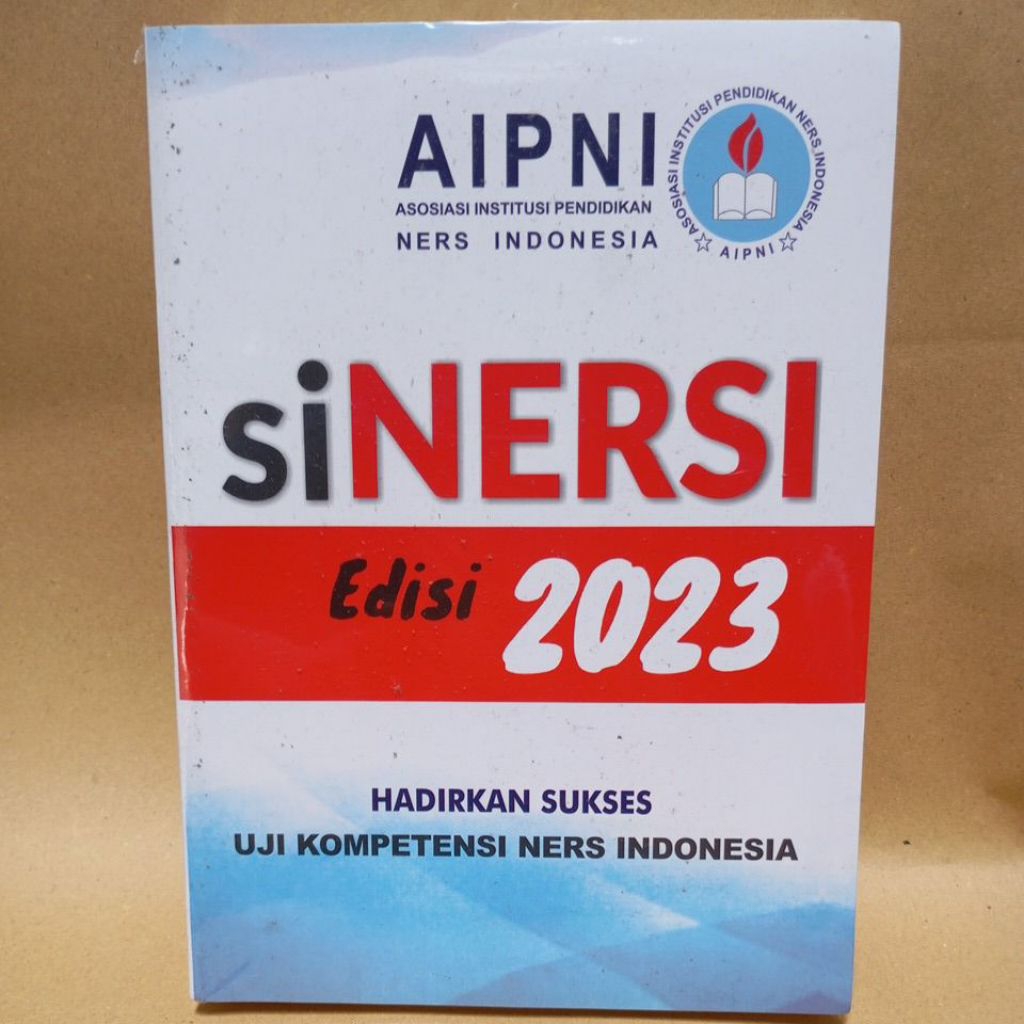 AIPNI
ASOSIASI INSTITUSI PENDIDIKAN
NERS INDONESIA
ASOSIASI INSTITUSI PENDIDIKAN NERS INDONESIA
AIPNI
siNERSI
Edisi 2023
HADIRKAN SUKSES
UJI KOMPETENSI NERS INDONESIA